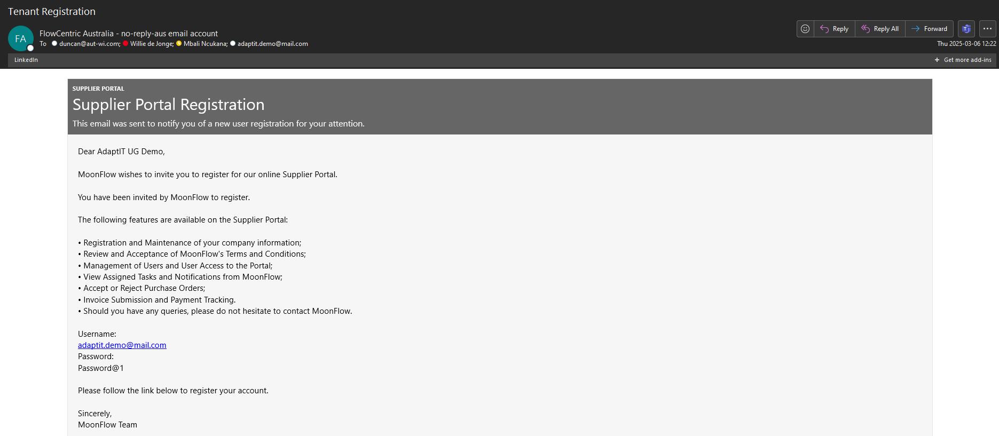 Tenant Registration
FA
FlowCentric Australia - no-reply-aus email account
To duncan@aut-wi.com; Willie de Jonge; Mbali Ncukana; adaptit.demo@mail.com
Reply
Reply All
Forward
Thu 2025-03-06 12:22
LinkedIn
+ Get more add-ins
SUPPLIER PORTAL
Supplier Portal Registration
This email was sent to notify you of a new user registration for your attention.
Dear AdaptIT UG Demo,
MoonFlow wishes to invite you to register for our online Supplier Portal.
You have been invited by MoonFlow to register.
The following features are available on the Supplier Portal:
• Registration and Maintenance of your company information;
• Review and Acceptance of MoonFlow's Terms and Conditions;
• Management of Users and User Access to the Portal;
• View Assigned Tasks and Notifications from MoonFlow;
• Accept or Reject Purchase Orders;
• Invoice Submission and Payment Tracking.
• Should you have any queries, please do not hesitate to contact MoonFlow.
Username:
adaptit.demo@mail.com
Password:
Password@1
Please follow the link below to register your account.
Sincerely,
MoonFlow Team